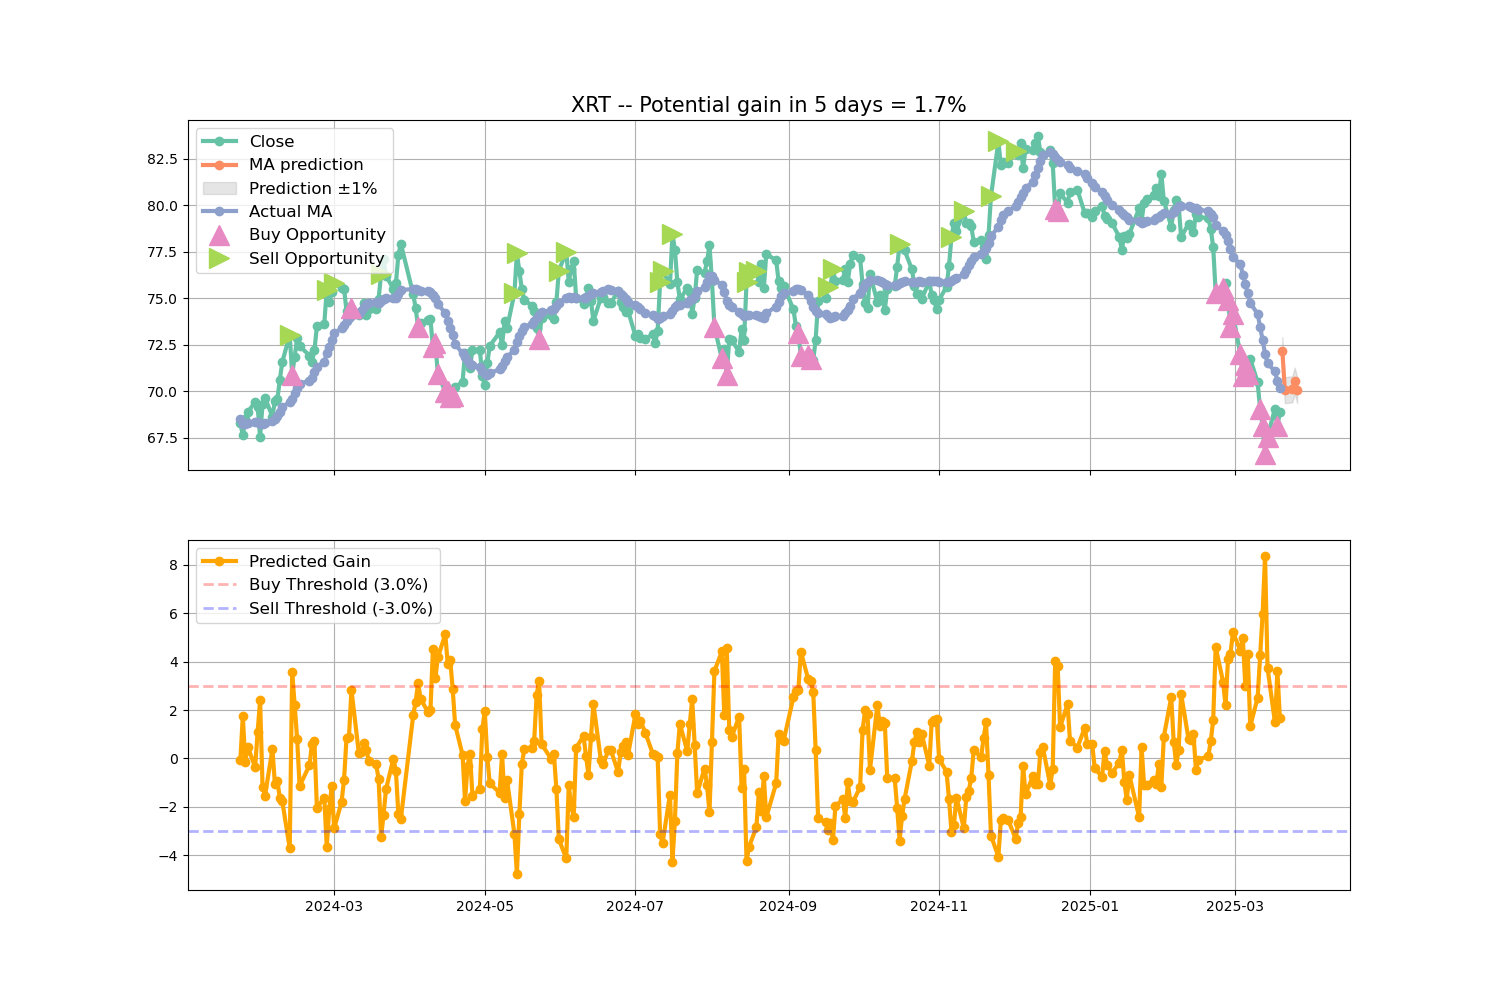 XRT -- Potential gain in 5 days = 1.7%
Close
MA prediction
Prediction ±1%
Actual MA
Buy Opportunity
Sell Opportunity
82.5
80.0
77.5
75.0
72.5
70.0
67.5
Predicted Gain
Buy Threshold (3.0%)
Sell Threshold (-3.0%)
8
6
4
2
0
−2
−4
2024-03 2024-05 2024-07 2024-09 2024-11 2025-01 2025-03